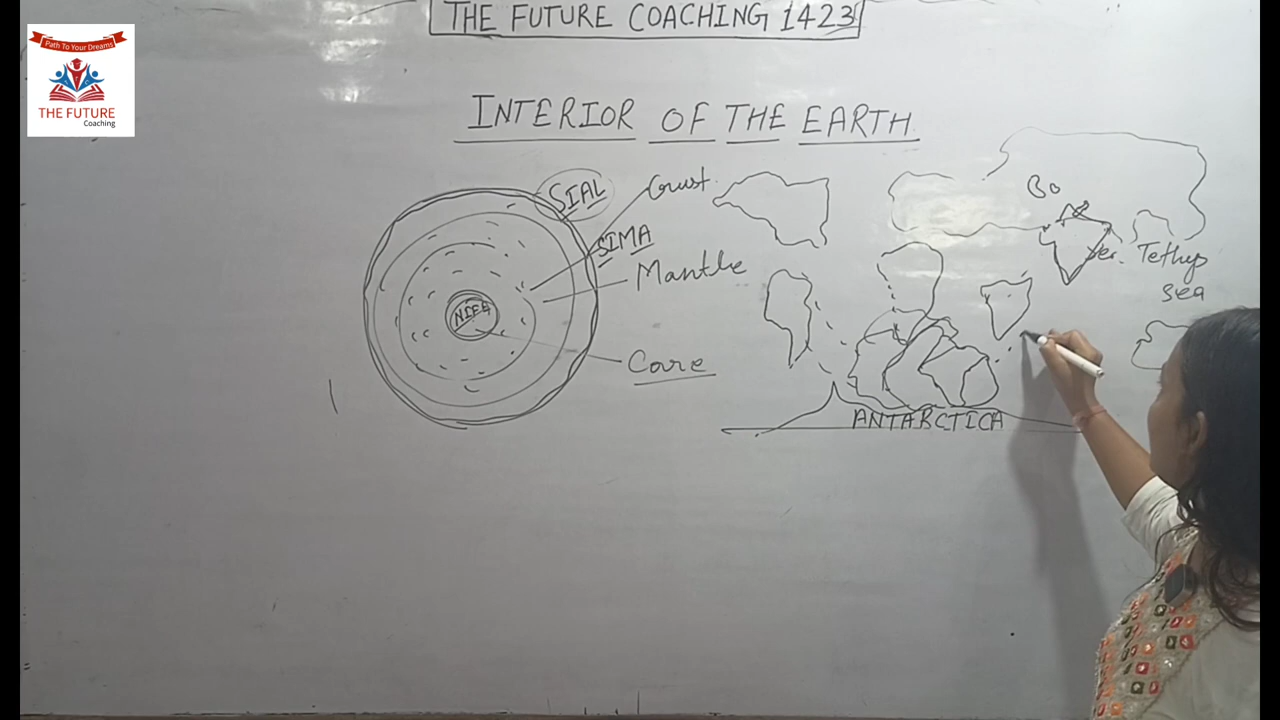 THE FUTURE COACHING 1423
Path To Your Dreams
THE FUTURE
Coaching
INTERIOR OF THE EARTH
SIAL
Crust
SIMA
Mantle
NIFE
Core
Bo
Tethys
sea
ANTARCTICA